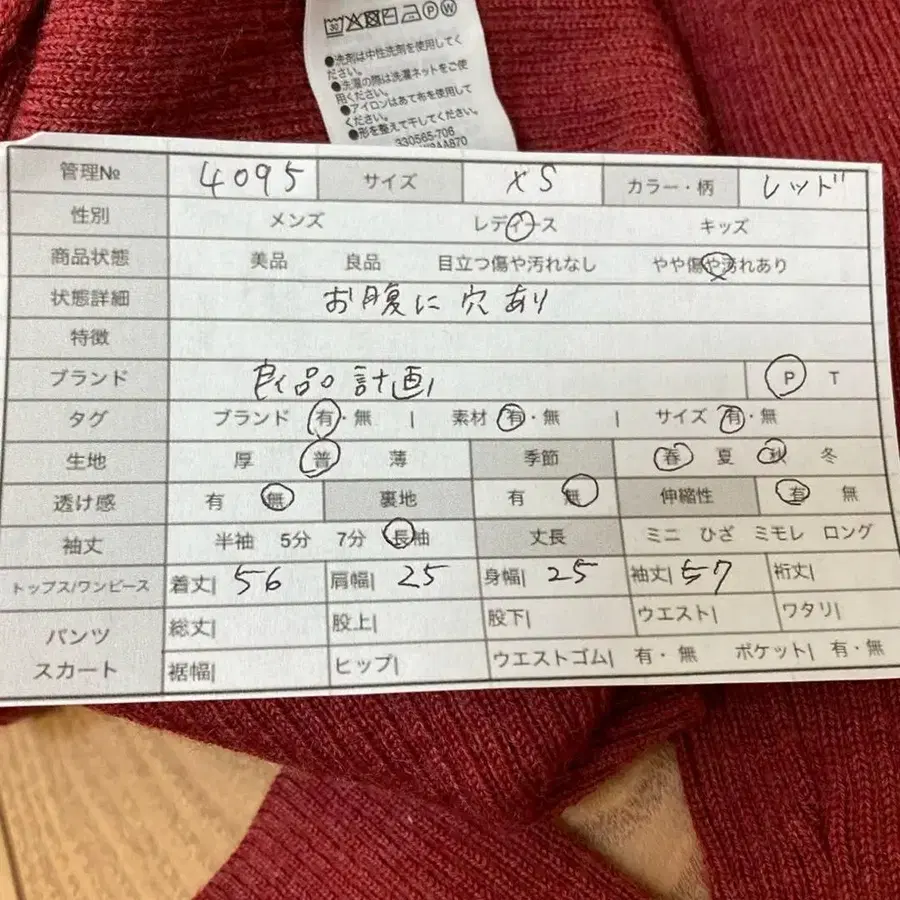 30 P W
●洗剤は中性洗剤を使用してく
ださい。
●洗濯の際は洗濯ネットをご使
用ください。
●アイロンはあて布を使用して
ください。
●形を整えて干してください。
330565-706
管理№ 4095 サイズ XS カラー・柄 レッド
性別 メンズ レディース キッズ
商品状態 美品 良品 目立つ傷や汚れなし やや傷や汚れあり
状態詳細 お腹に穴あり
特徴
ブランド 良品計画 P T
タグ ブランド 有・無 | 素材 有・無 | サイズ 有・無
生地 厚 普 薄 季節 春 夏 秋 冬
透け感 有 無 裏地 有 無 伸縮性 有 無
袖丈 半袖 5分 7分 長袖 丈長 ミニ ひざ ミモレ ロング
トップス/ワンピース 着丈| 56 肩幅| 25 身幅| 25 袖丈| 57 裄丈|
パンツ 総丈| 股上| 股下| ウエスト| ワタリ|
スカート 裾幅| ヒップ| ウエストゴム| 有・無 ポケット| 有・無